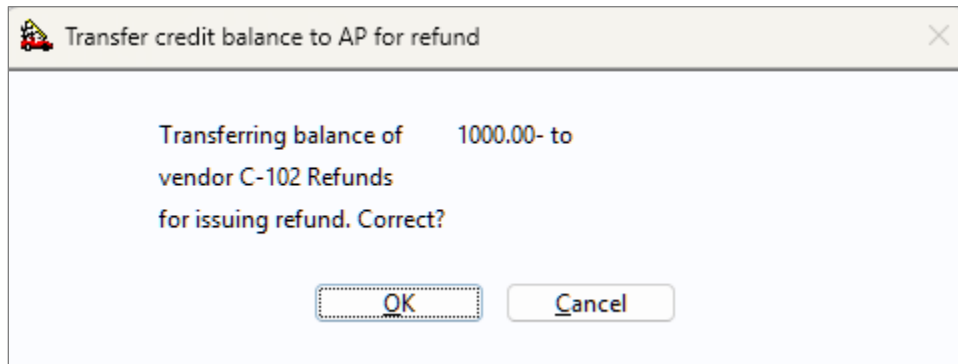 Transfer credit balance to AP for refund
Transferring balance of 1000.00- to
vendor C-102 Refunds
for issuing refund. Correct?
OK Cancel